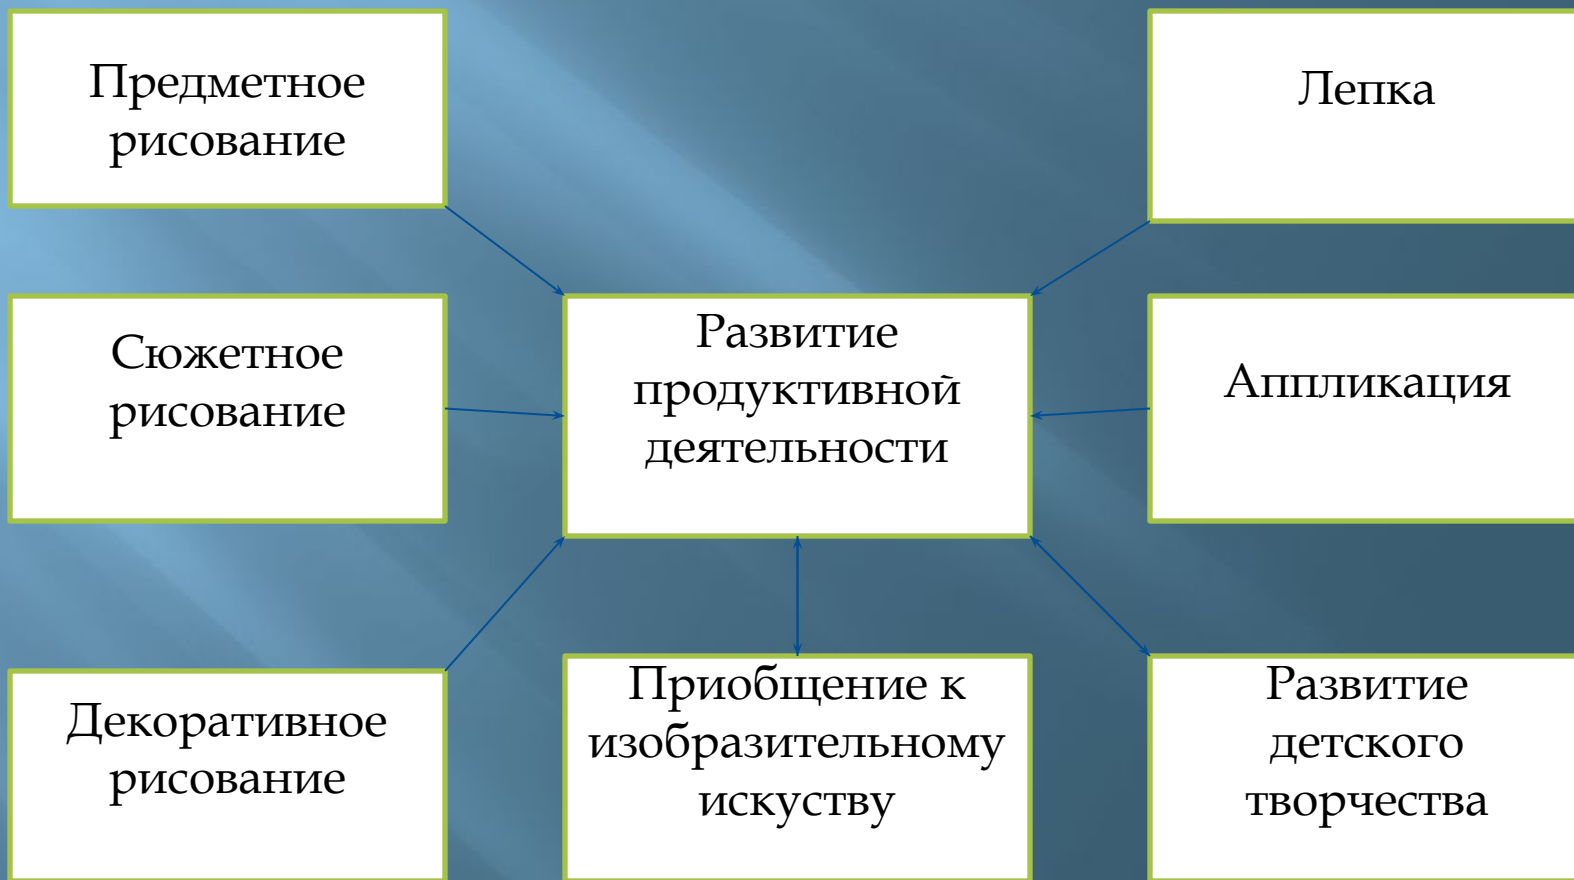 Предметное
рисование
Лепка
Сюжетное
рисование
Развитие
продуктивной
деятельности
Аппликация
Декоративное
рисование
Приобщение к
изобразительному
искуству
Развитие
детского
творчества